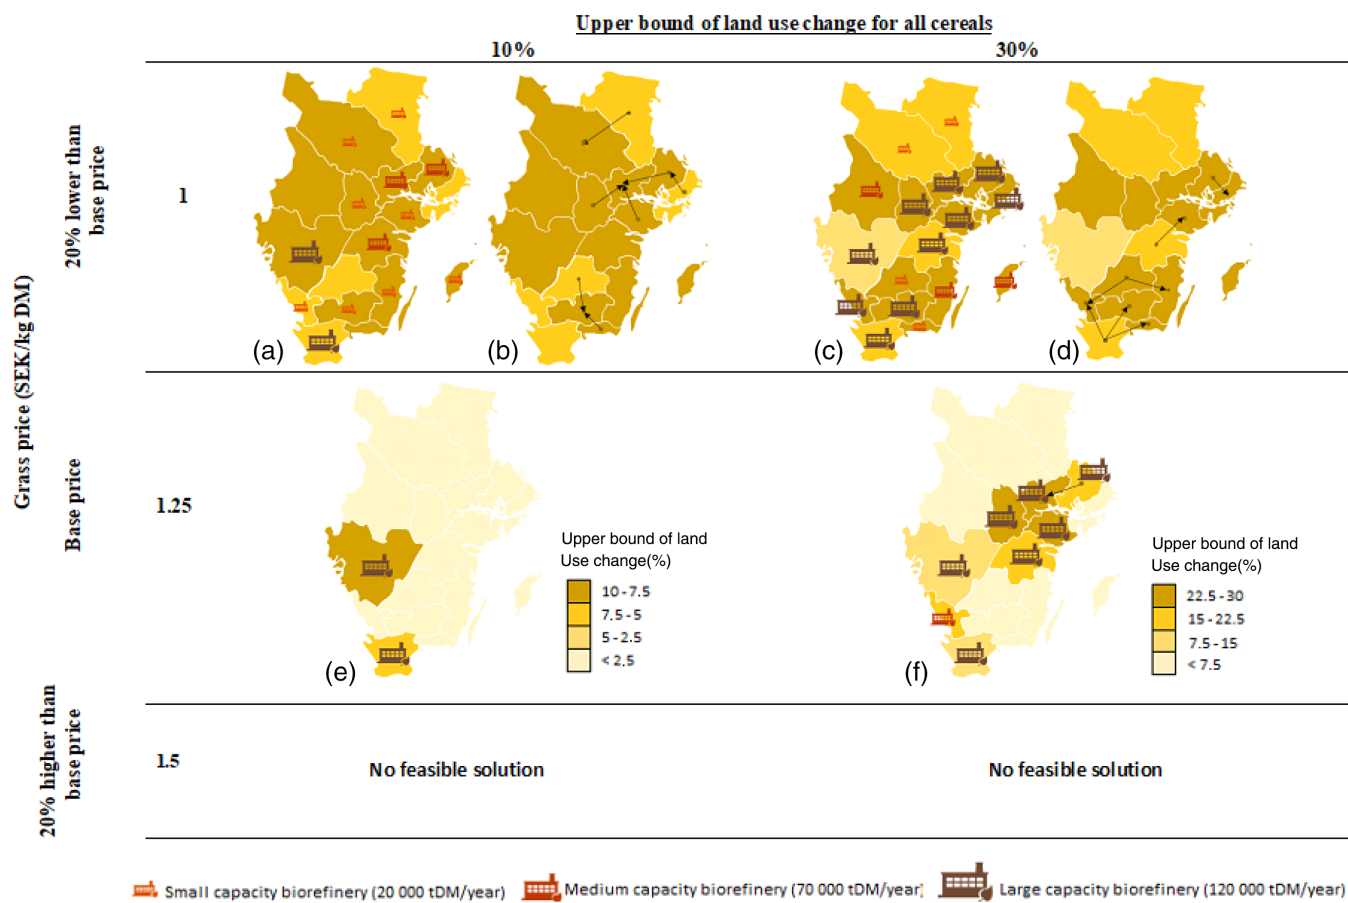 Upper bound of land use change for all cereals
10%
30%
Grass price (SEK/kg DM)
20% lower than
base price
1
(a)
(b)
(c)
(d)
Base price
1.25
Upper bound of land
Use change(%)
10 - 7.5
7.5 - 5
5 - 2.5
< 2.5
(e)
Upper bound of land
Use change(%)
22.5 - 30
15 - 22.5
7.5 - 15
< 7.5
(f)
20% higher than
base price
1.5
No feasible solution
No feasible solution
Small capacity biorefinery (20 000 tDM/year)
Medium capacity biorefinery (70 000 tDM/year)
Large capacity biorefinery (120 000 tDM/year)